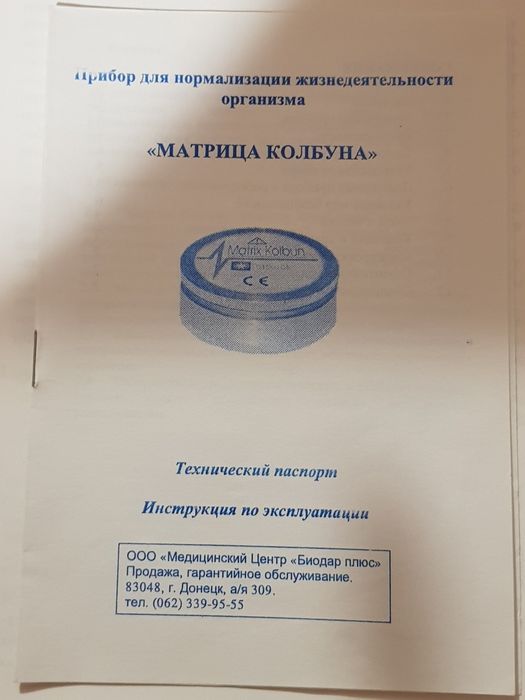 Прибор для нормализации жизнедеятельности
организма
«МАТРИЦА КОЛБУНА»
Matrix Kolbun
CE
Технический паспорт
Инструкция по эксплуатации
ООО «Медицинский Центр «Биодар плюс»
Продажа, гарантийное обслуживание.
83048, г. Донецк, а/я 309.
тел. (062) 339-95-55